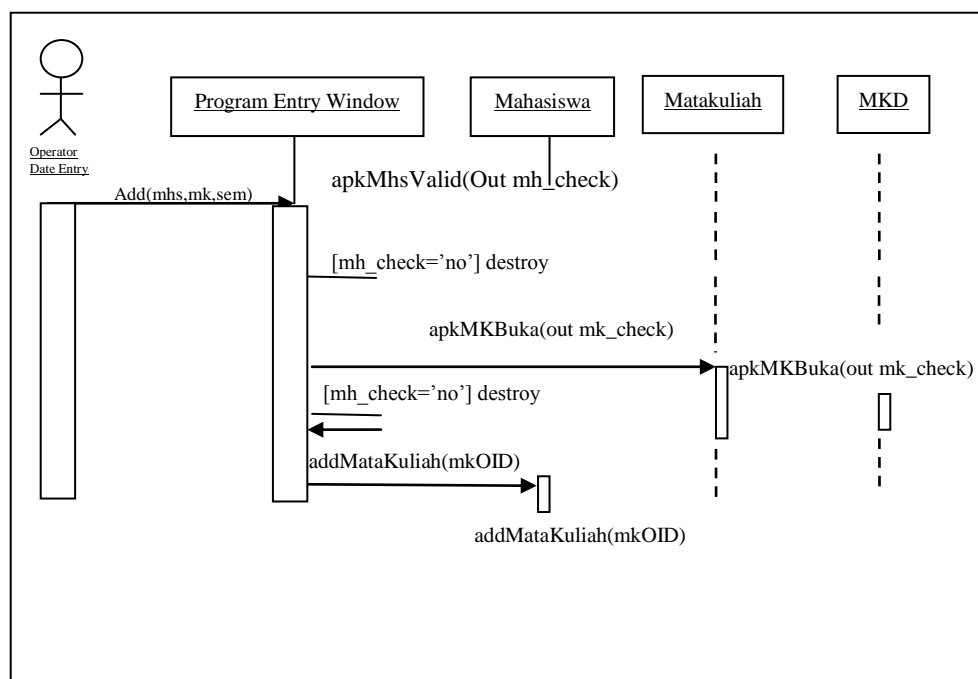 Program Entry Window
Mahasiswa
Matakuliah
MKD
Operator
Date Entry
apkMhsValid(Out mh_check)
Add(mhs,mk,sem)
[mh_check=’no’] destroy
apkMKBuka(out mk_check)
apkMKBuka(out mk_check)
[mh_check=’no’] destroy
addMataKuliah(mkOID)
addMataKuliah(mkOID)